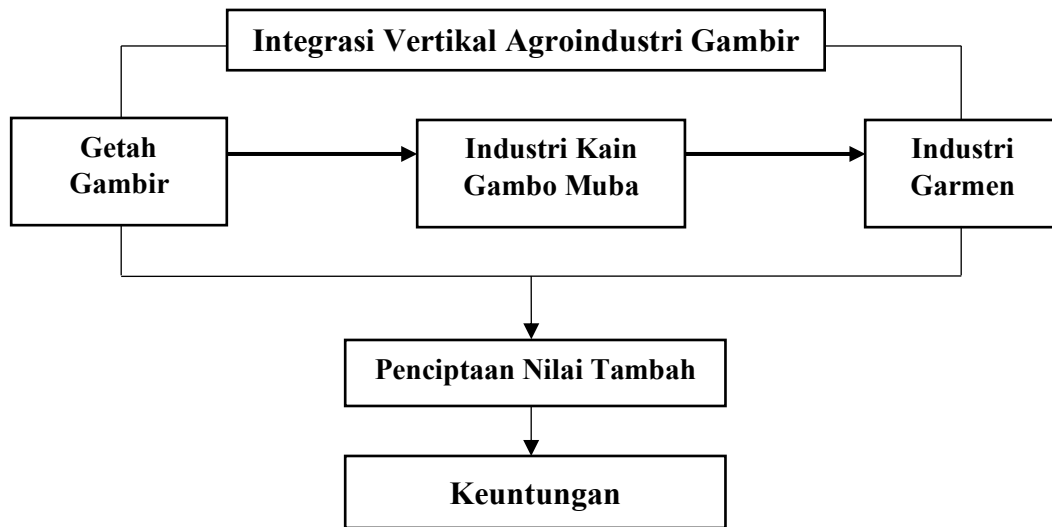 Integrasi Vertikal Agroindustri Gambir
Getah
Gambir
Industri Kain
Gambo Muba
Industri
Garmen
Penciptaan Nilai Tambah
Keuntungan